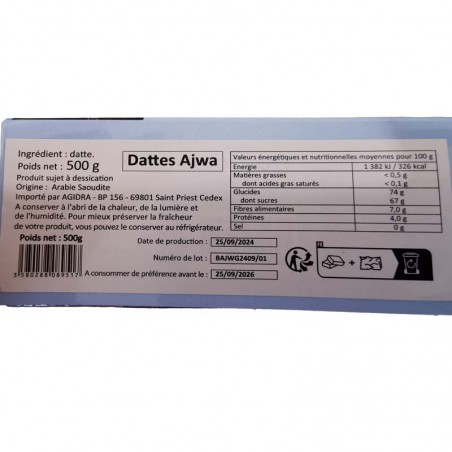 Ingrédient : datte.
Poids net : 500 g
Produit sujet à dessication
Origine : Arabie Saoudite
Importé par AGIDRA - BP 156 - 69801 Saint Priest Cedex
A conserver à l'abri de la chaleur, de la lumière et
de l'humidité. Pour mieux préserver la fraîcheur
de votre produit, vous pouvez le conserver au réfrigérateur.
Dattes Ajwa
Poids net : 500g
3 580288 089517
Date de production : 25/09/2024
Numéro de lot : BAJWG2409/01
A consommer de préférence avant le : 25/09/2026
Valeurs énergétiques et nutritionnelles moyennes pour 100 g
Energie 1 382 kJ / 326 kcal
Matières grasses < 0,5 g
dont acides gras saturés < 0,1 g
Glucides 74 g
dont sucres 67 g
Fibres alimentaires 7,0 g
Protéines 4,0 g
Sel 0 g
FR